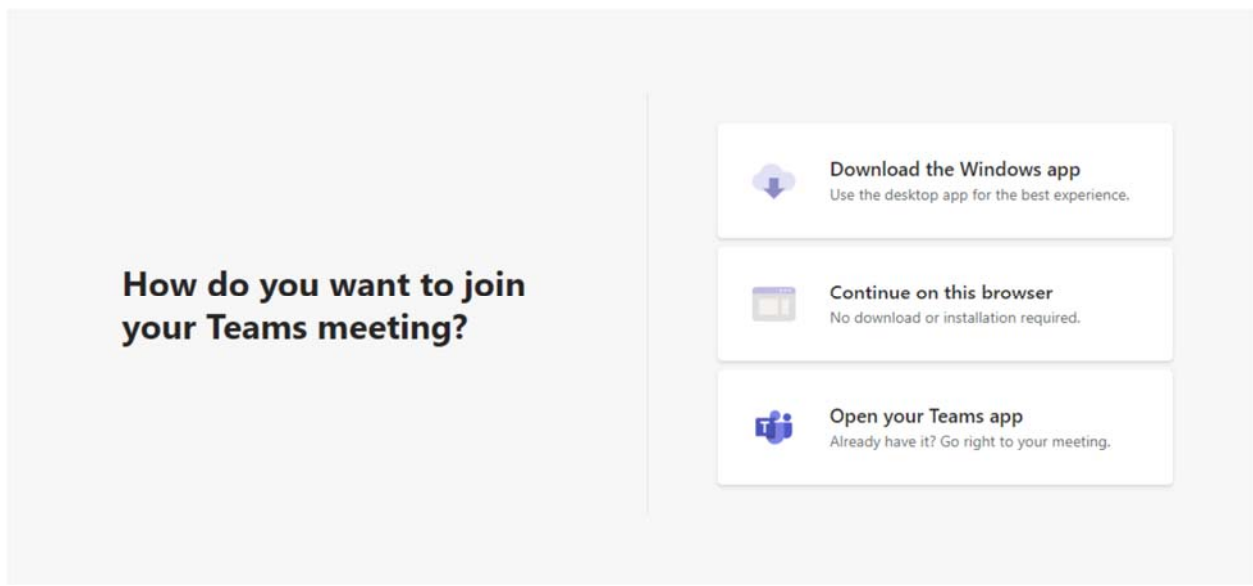 How do you want to join
your Teams meeting?
Download the Windows app
Use the desktop app for the best experience.
Continue on this browser
No download or installation required.
T
Open your Teams app
Already have it? Go right to your meeting.